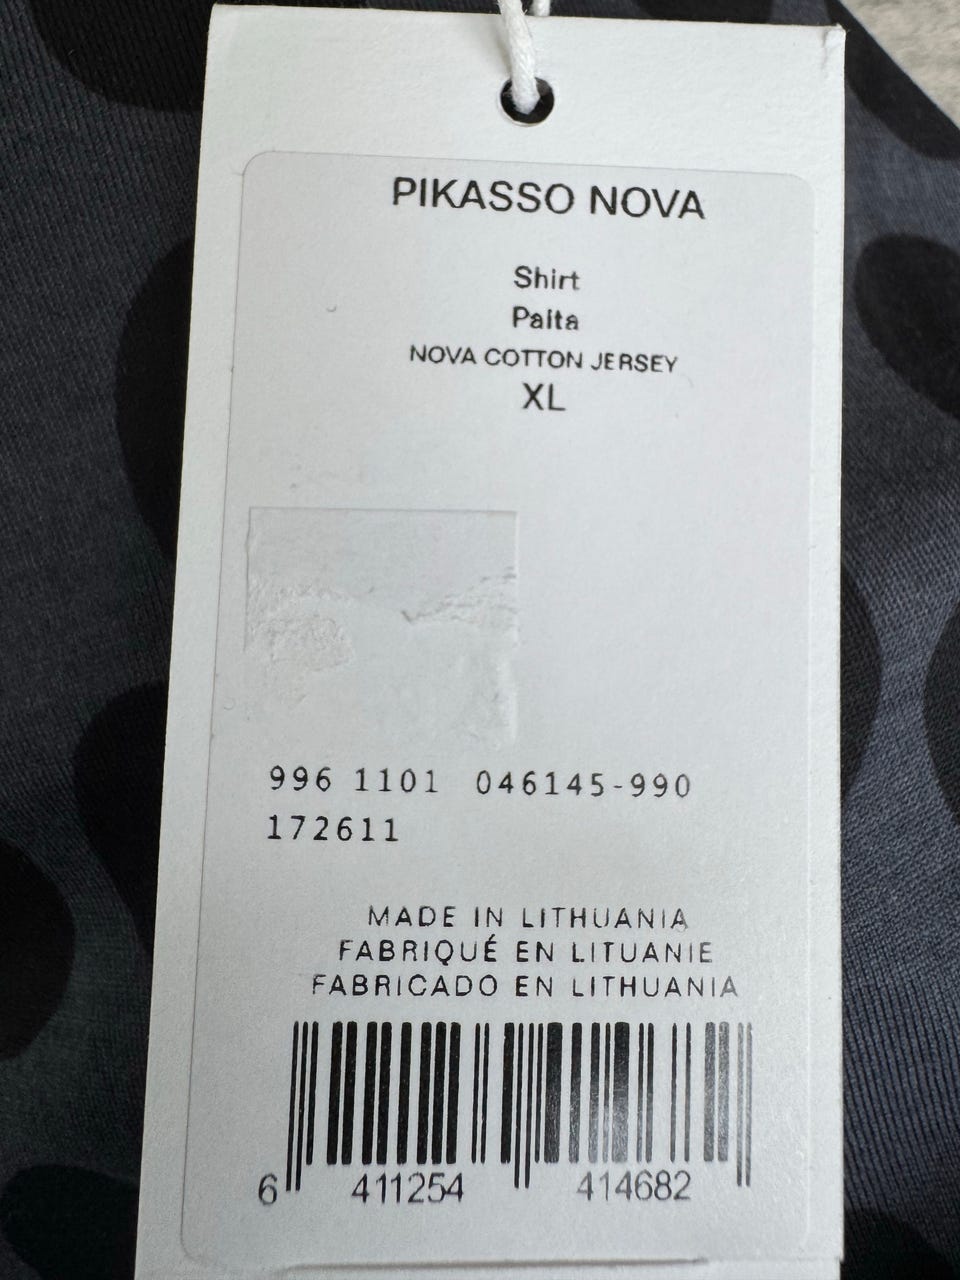 PIKASSO NOVA
Shirt
Paita
NOVA COTTON JERSEY
XL
996 1101 046145-990
172611
MADE IN LITHUANIA
FABRIQUÉ EN LITUANIE
FABRICADO EN LITHUANIA
6 411254 414682